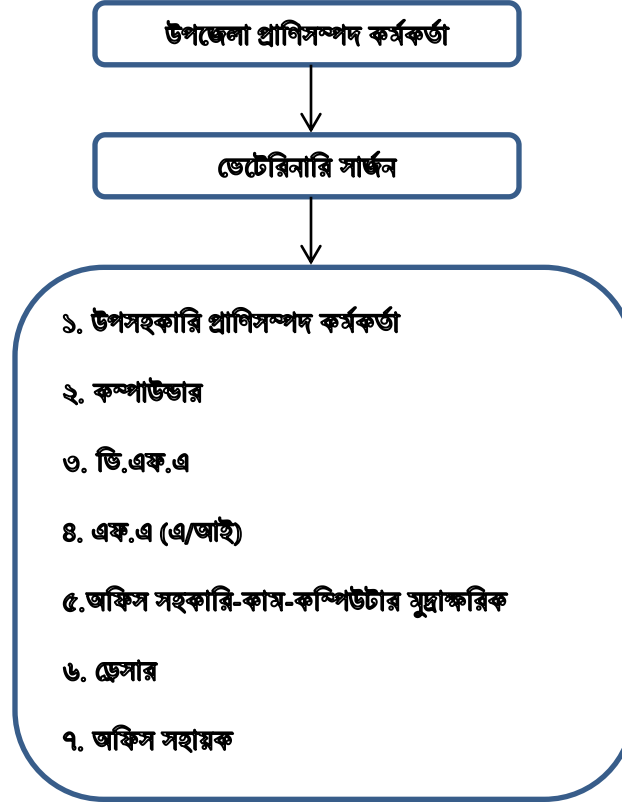 উপজেলা প্রাণিসম্পদ কর্মকর্তা
ভেটেরিনারি সার্জন
১. উপসহকারি প্রাণিসম্পদ কর্মকর্তা
২. কম্পাউন্ডার
৩. ভি.এফ.এ
৪. এফ.এ (এ/আই)
৫.অফিস সহকারি-কাম-কম্পিউটার মুদ্রাক্ষরিক
৬. ড্রেসার
৭. অফিস সহায়ক